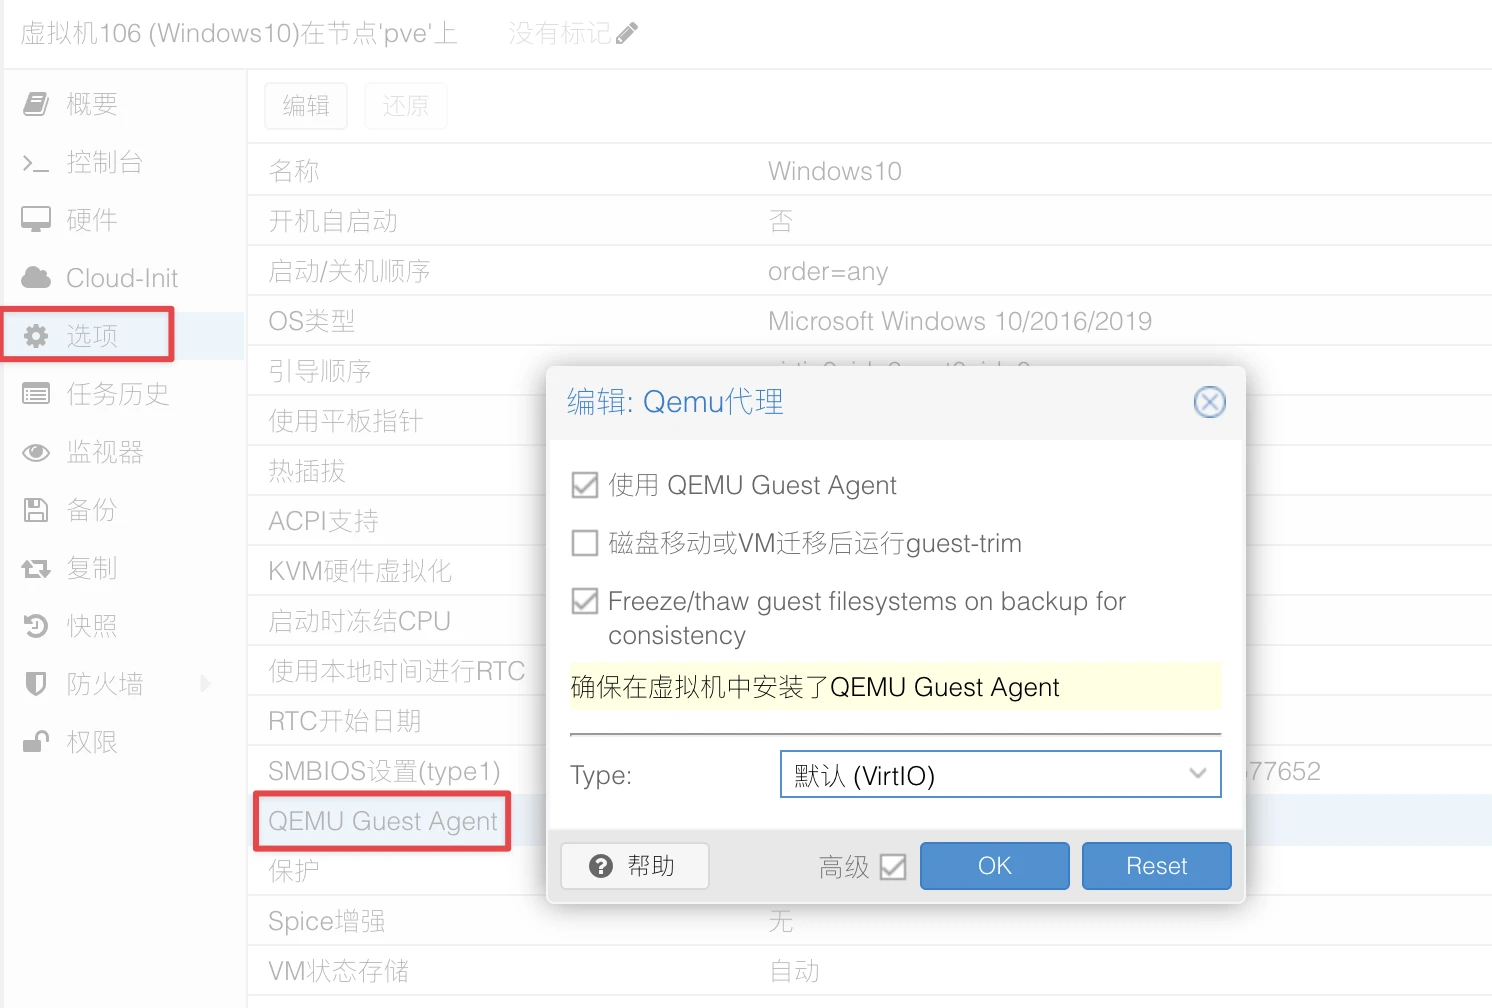 虚拟机106 (Windows10)在节点'pve'上 没有标记
概要
控制台
硬件
Cloud-Init
选项
任务历史
监视器
备份
复制
快照
防火墙
权限
编辑 还原
名称 Windows10
开机自启动 否
启动/关机顺序 order=any
OS类型 Microsoft Windows 10/2016/2019
引导顺序
使用平板指针
热插拔
ACPI支持
KVM硬件虚拟化
启动时冻结CPU
使用本地时间进行RTC
RTC开始日期
SMBIOS设置(type1) 77652
QEMU Guest Agent
保护
Spice增强 无
VM状态存储 自动
编辑: Qemu代理
使用 QEMU Guest Agent
磁盘移动或VM迁移后运行guest-trim
Freeze/thaw guest filesystems on backup for
consistency
确保在虚拟机中安装了QEMU Guest Agent
Type: 默认 (VirtIO)
帮助 高级 OK Reset